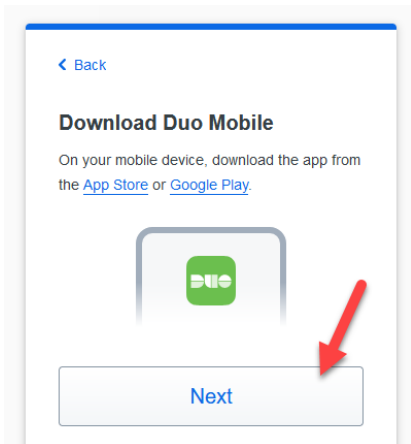 Back
Download Duo Mobile
On your mobile device, download the app from
the App Store or Google Play.
DUO
Next